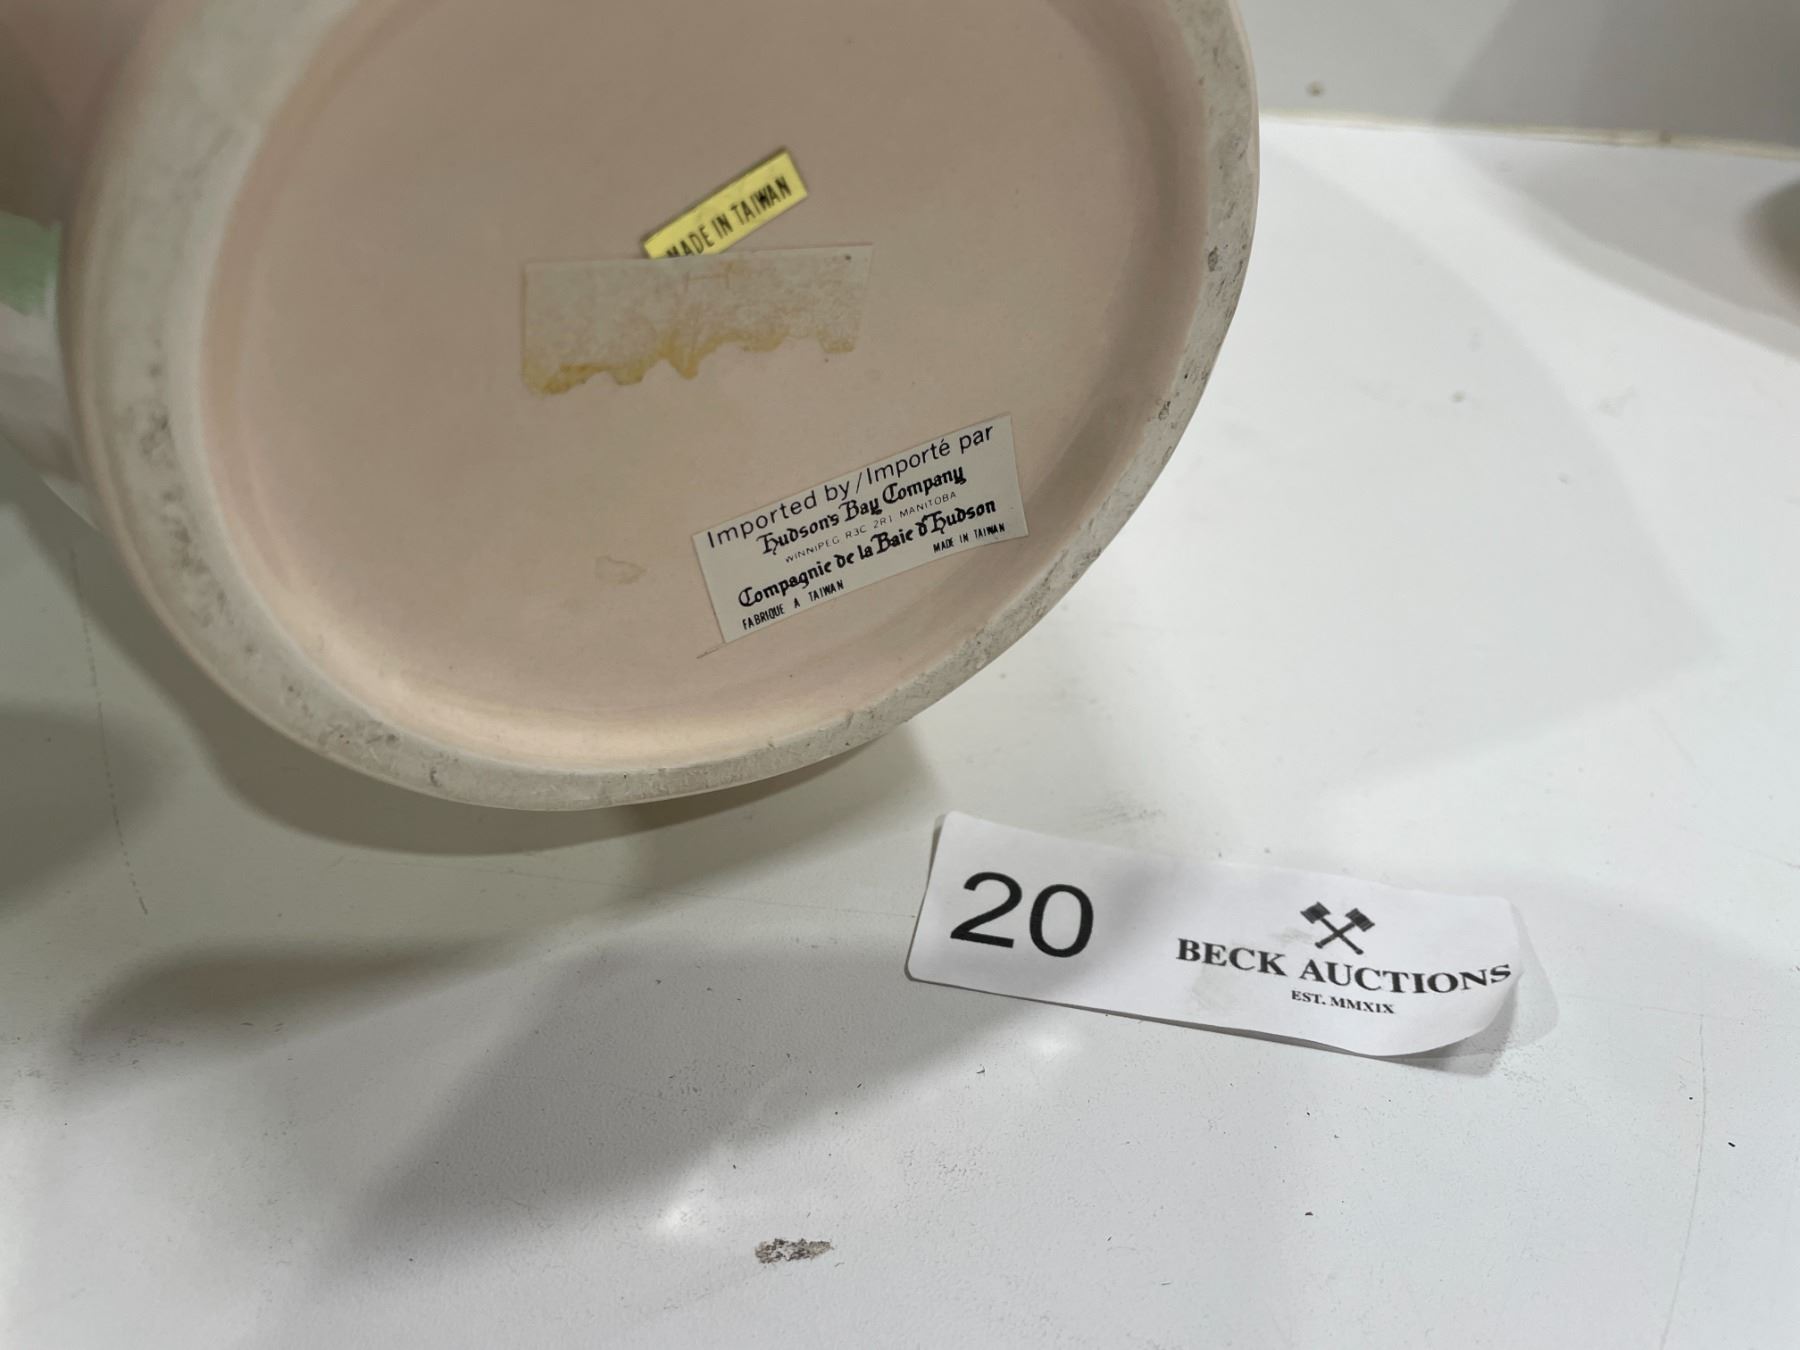 MADE IN TAIWAN
Imported by/Importé par
Hudson's Bay Company
WINNIPEG R3C 2R1 MANITOBA
Compagnie de la Baie d'Hudson
MADE IN TAIWAN
FABRIQUE A TAIWAN
20
BECK AUCTIONS
EST. MMXIX